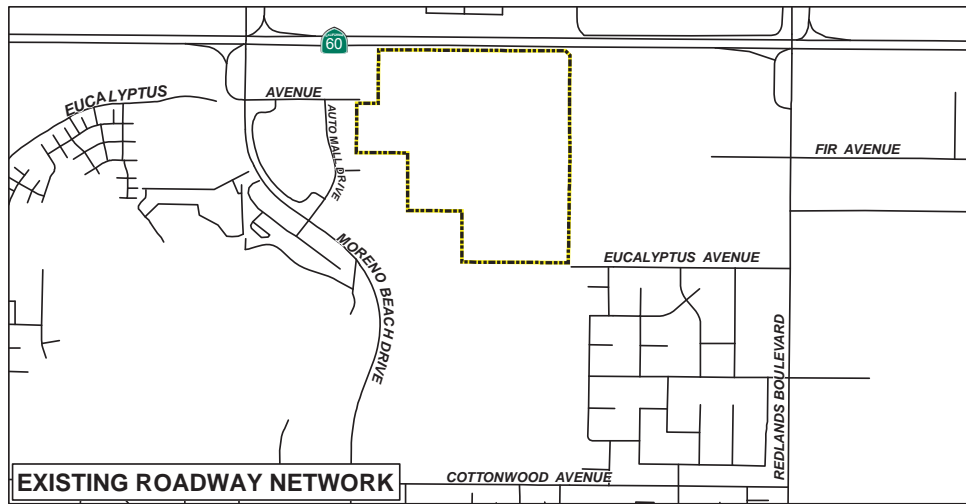 CALIFORNIA
60
EUCALYPTUS
AVENUE
AUTO MALL DRIVE
FIR AVENUE
MORENO BEACH DRIVE
EUCALYPTUS AVENUE
REDLANDS BOULEVARD
COTTONWOOD AVENUE
EXISTING ROADWAY NETWORK